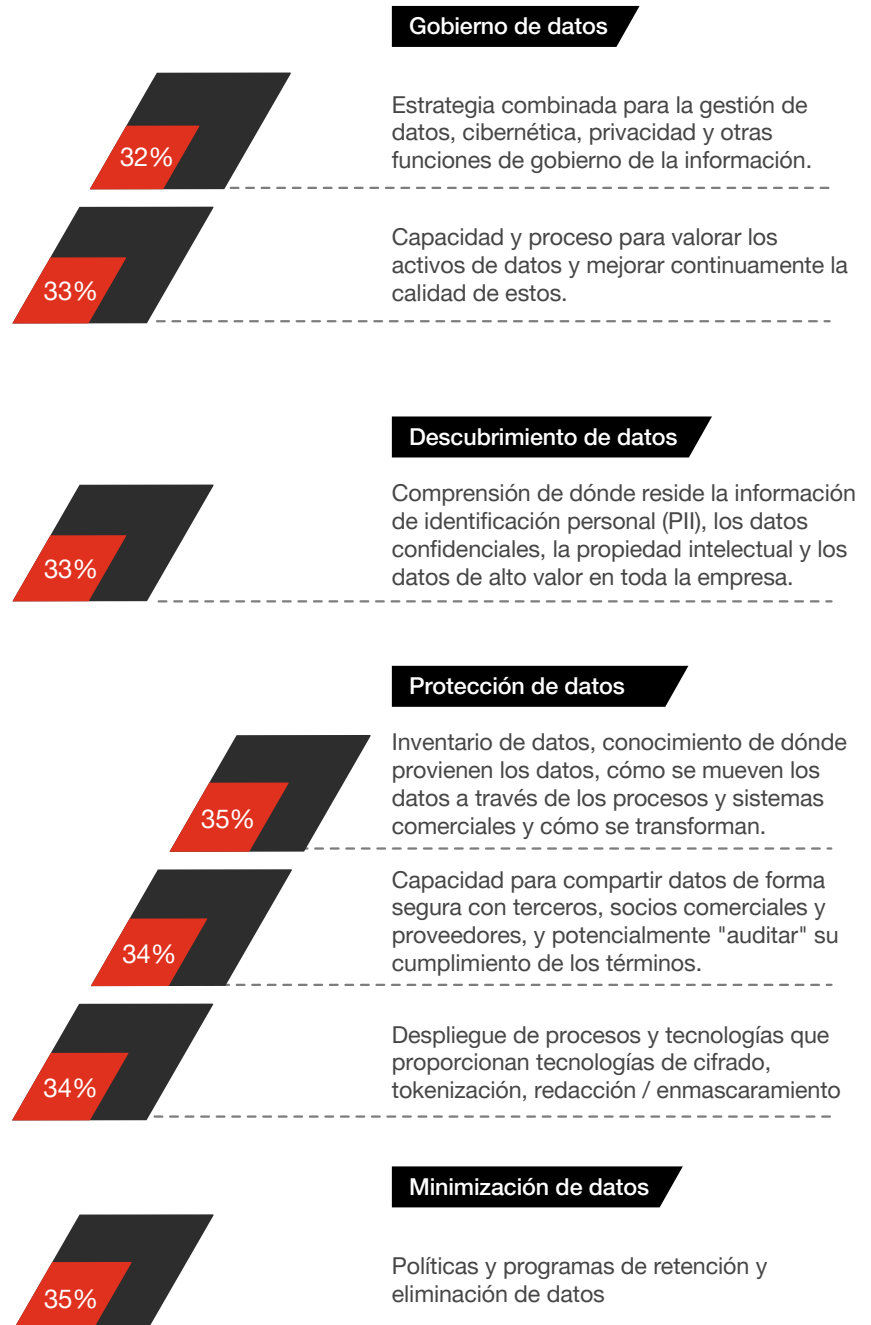 Gobierno de datos
32%
Estrategia combinada para la gestión de
datos, cibernética, privacidad y otras
funciones de gobierno de la información.
33%
Capacidad y proceso para valorar los
activos de datos y mejorar continuamente la
calidad de estos.
Descubrimiento de datos
33%
Comprensión de dónde reside la información
de identificación personal (PII), los datos
confidenciales, la propiedad intelectual y los
datos de alto valor en toda la empresa.
Protección de datos
35%
Inventario de datos, conocimiento de dónde
provienen los datos, cómo se mueven los
datos a través de los procesos y sistemas
comerciales y cómo se transforman.
34%
Capacidad para compartir datos de forma
segura con terceros, socios comerciales y
proveedores, y potencialmente "auditar" su
cumplimiento de los términos.
34%
Despliegue de procesos y tecnologías que
proporcionan tecnologías de cifrado,
tokenización, redacción / enmascaramiento
Minimización de datos
35%
Políticas y programas de retención y
eliminación de datos